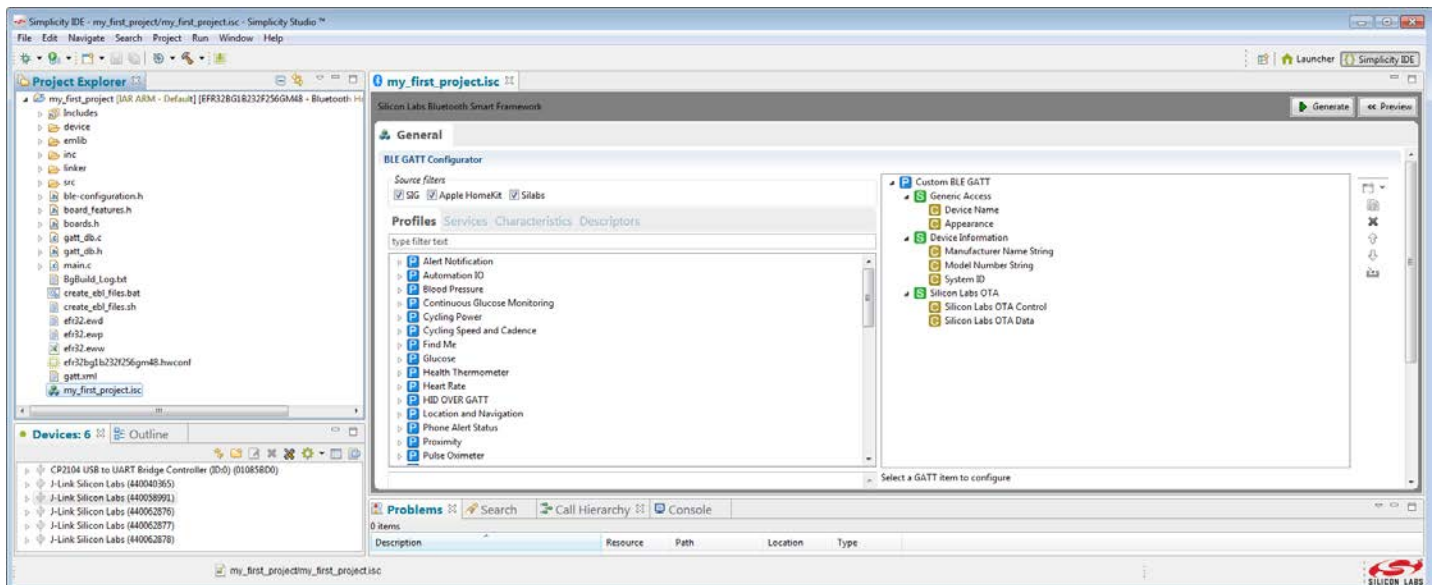 Simplicity IDE - my_first_project/my_first_project.isc - Simplicity Studio ™
File Edit Navigate Search Project Run Window Help
Launcher Simplicity IDE
Project Explorer
my_first_project [IAR ARM - Default] [EFR32BG1B232F256GM48 - Bluetooth
Includes
device
emlib
inc
linker
src
ble-configuration.h
board_features.h
boards.h
gatt_db.c
gatt_db.h
main.c
BgBuild_Log.txt
create_ebl_files.bat
create_ebl_files.sh
efr32.ewd
efr32.ewp
efr32.eww
efr32bg1b232f256gm48.hwconf
gatt.xml
my_first_project.isc
Devices: 6 Outline
CP2104 USB to UART Bridge Controller (ID:0) (01085BD0)
J-Link Silicon Labs (440040365)
J-Link Silicon Labs (440058991)
J-Link Silicon Labs (440062876)
J-Link Silicon Labs (440062877)
J-Link Silicon Labs (440062878)
my_first_project.isc
Silicon Labs Bluetooth Smart Framework
Generate Preview
General
BLE GATT Configurator
Source filters
SIG Apple HomeKit Silabs
Profiles Services Characteristics Descriptors
type filter text
Alert Notification
Automation IO
Blood Pressure
Continuous Glucose Monitoring
Cycling Power
Cycling Speed and Cadence
Find Me
Glucose
Health Thermometer
Heart Rate
HID OVER GATT
Location and Navigation
Phone Alert Status
Proximity
Pulse Oximeter
Custom BLE GATT
Generic Access
Device Name
Appearance
Device Information
Manufacturer Name String
Model Number String
System ID
Silicon Labs OTA
Silicon Labs OTA Control
Silicon Labs OTA Data
Select a GATT item to configure
Problems Search Call Hierarchy Console
0 items
Description Resource Path Location Type
my_first_project/my_first_project.isc
SILICON LABS